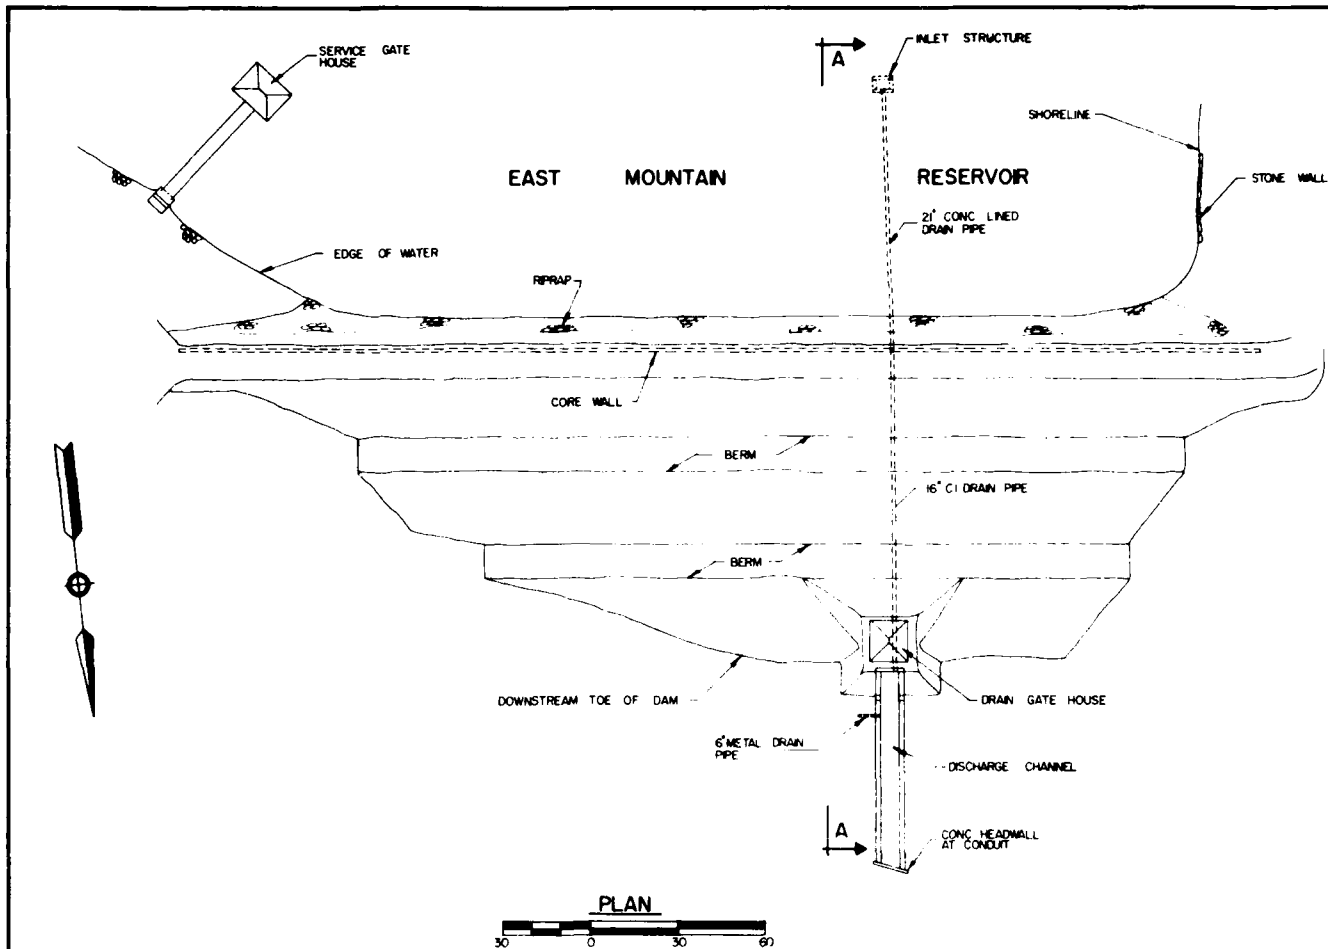 SERVICE GATE
HOUSE
A
INLET STRUCTURE
SHORELINE
EAST MOUNTAIN RESERVOIR
STONE WALL
21" CONC LINED
DRAIN PIPE
EDGE OF WATER
RIPRAP
CORE WALL
BERM
16" CI DRAIN PIPE
BERM
DOWNSTREAM TOE OF DAM
DRAIN GATE HOUSE
6" METAL DRAIN
PIPE
DISCHARGE CHANNEL
A
CONC HEADWALL
AT CONDUIT
PLAN
30 0 30 60